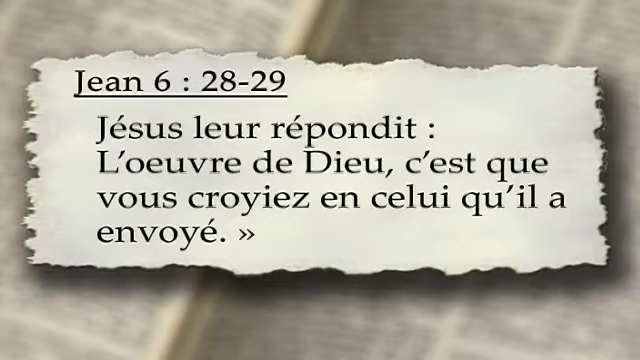 Jean 6 : 28-29
Jésus leur répondit :
L'oeuvre de Dieu, c'est que
vous croyiez en celui qu'il a
envoyé. »